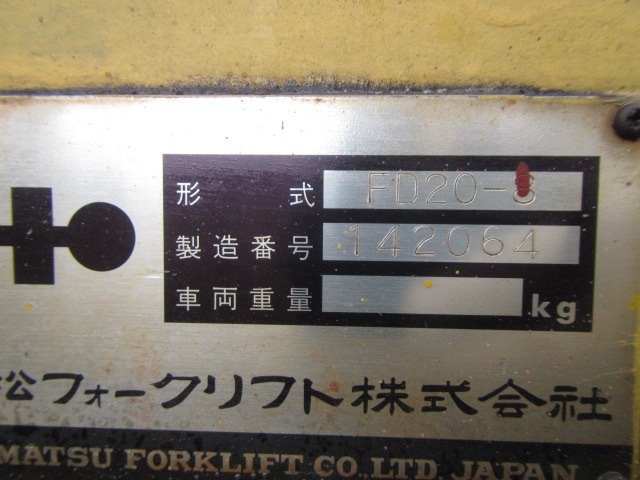 形式 FD20-8
製造番号 142064
車両重量 kg
松フォークリフト株式会社
MATSU FORKLIFT CO., LTD. JAPAN